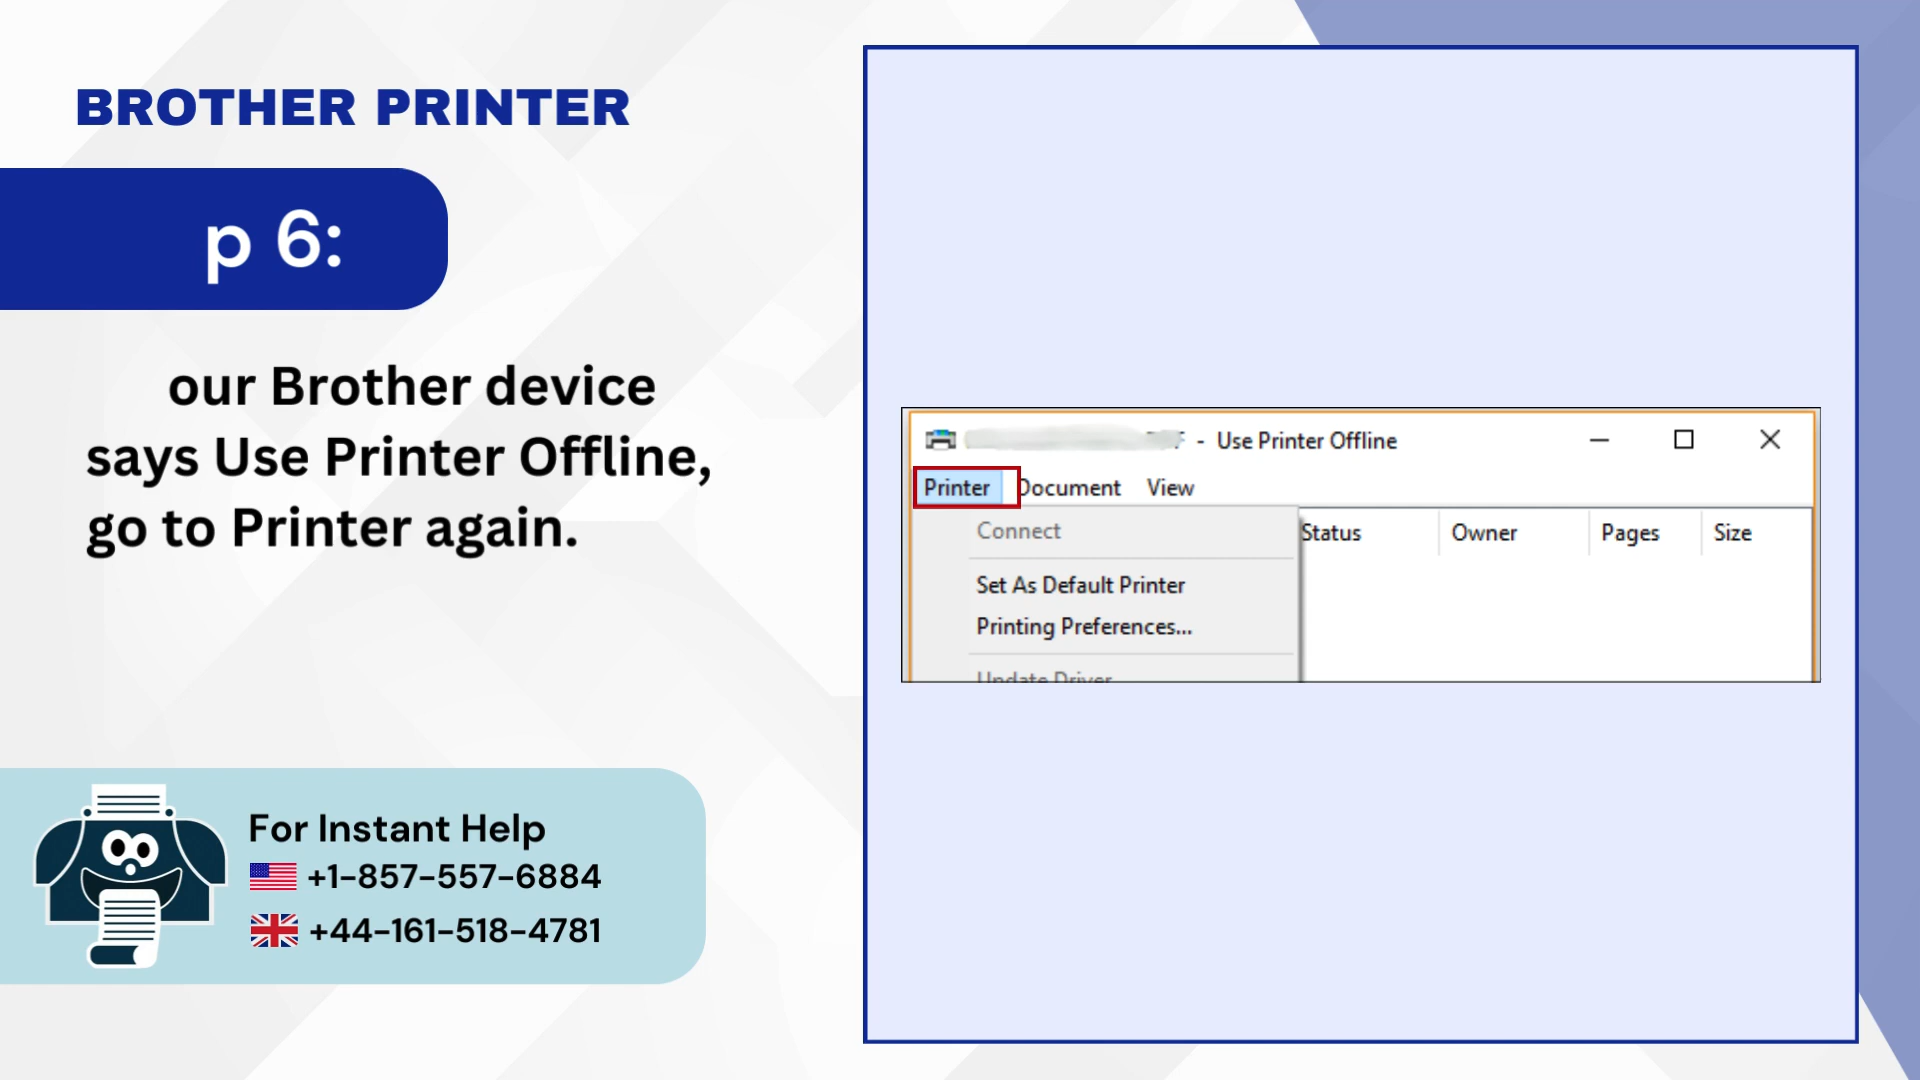 BROTHER PRINTER
p 6:
our Brother device
says Use Printer Offline,
go to Printer again.
For Instant Help
+1-857-557-6884
+44-161-518-4781
- Use Printer Offline
Printer Document View
Connect
Status Owner Pages Size
Set As Default Printer
Printing Preferences...
Update Driver